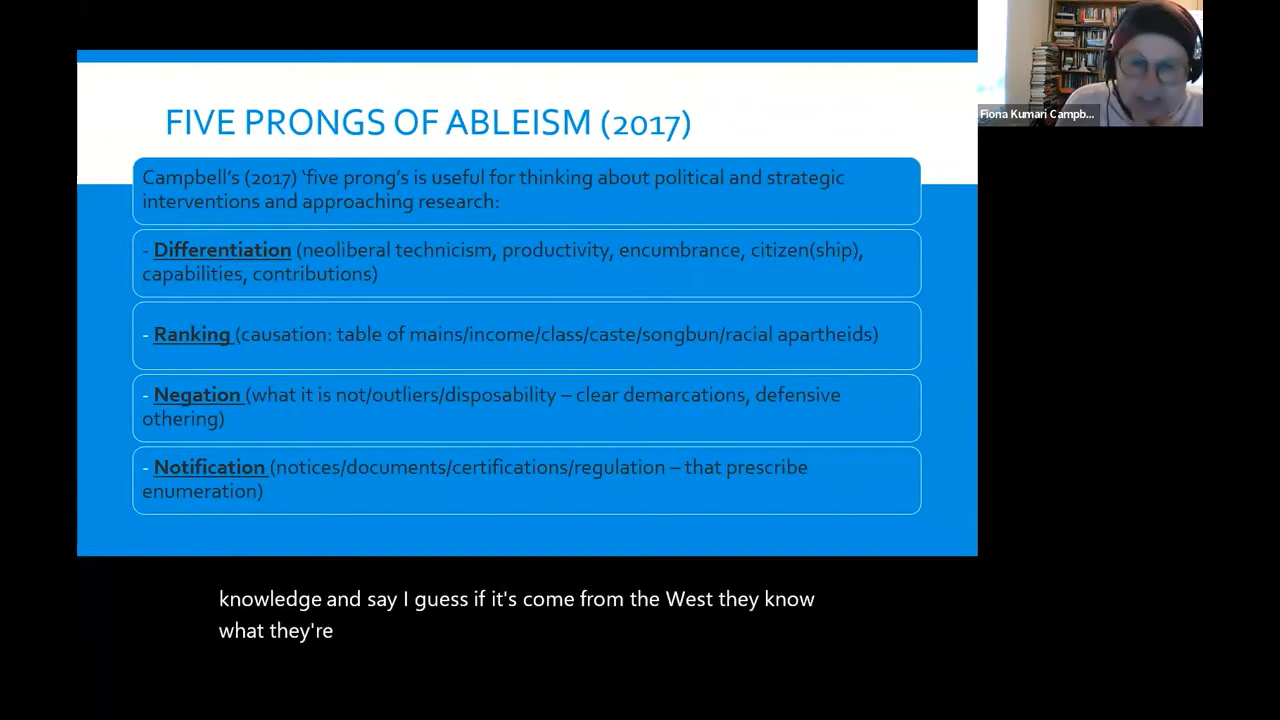 FIVE PRONGS OF ABLEISM (2017)
Campbell's (2017) 'five prong's is useful for thinking about political and strategic
interventions and approaching research:
- Differentiation (neoliberal technicism, productivity, encumbrance, citizen(ship),
capabilities, contributions)
- Ranking (causation: table of mains/income/class/caste/songbun/racial apartheids)
- Negation (what it is not/outliers/disposability – clear demarcations, defensive
othering)
- Notification (notices/documents/certifications/regulation – that prescribe
enumeration)
Fiona Kumari Campb...
knowledge and say I guess if it's come from the West they know
what they're